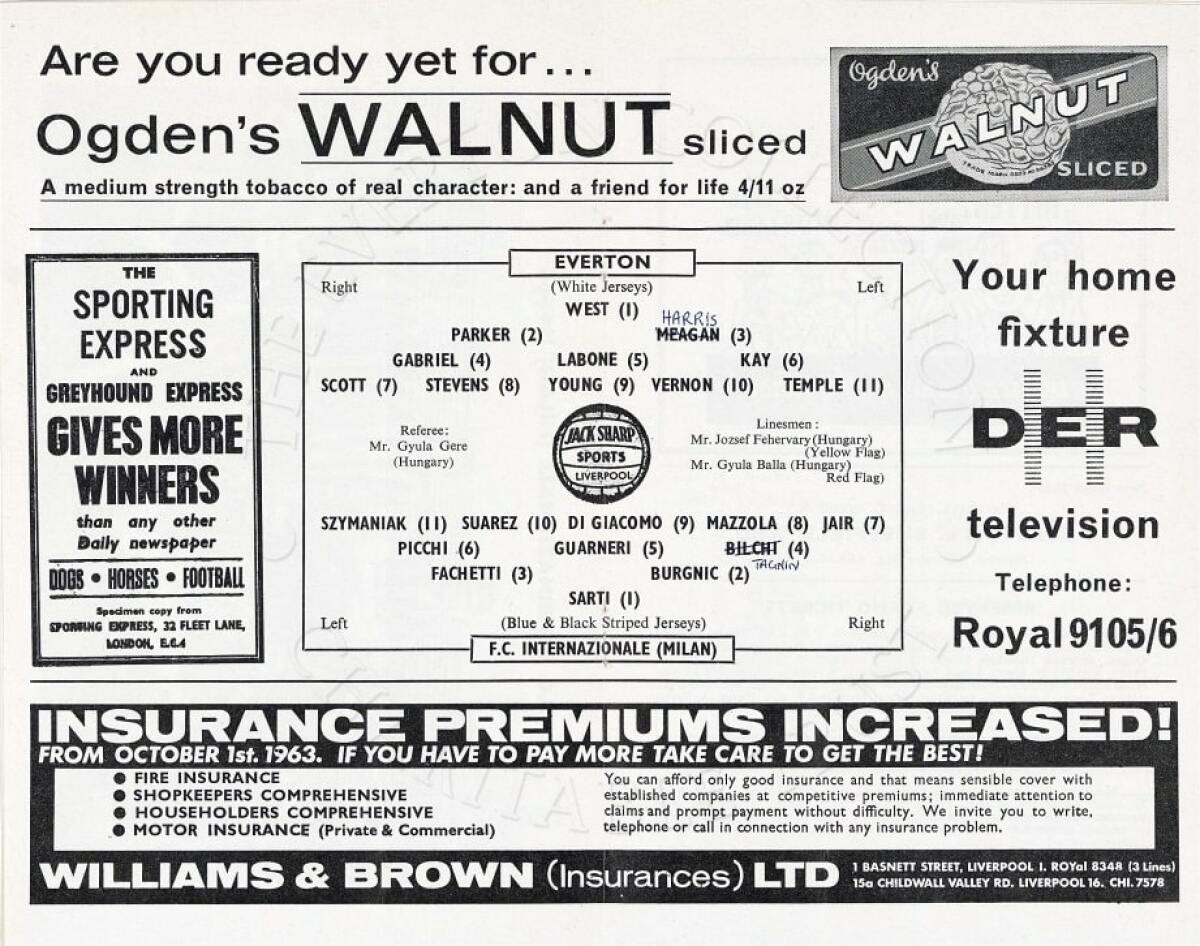 Are you ready yet for...
Ogden's WALNUT sliced
A medium strength tobacco of real character: and a friend for life 4/11 oz
Ogden's
WALNUT
SLICED
THE
SPORTING
EXPRESS
AND
GREYHOUND EXPRESS
GIVES MORE
WINNERS
than any other
Daily newspaper
DOGS • HORSES • FOOTBALL
Specimen copy from
SPORTING EXPRESS, 32 FLEET LANE,
LONDON, E.C.4
EVERTON
Right (White Jerseys) Left
WEST (1)
HARRIS
PARKER (2) MEAGAN (3)
GABRIEL (4) LABONE (5) KAY (6)
SCOTT (7) STEVENS (8) YOUNG (9) VERNON (10) TEMPLE (11)
Referee:
Mr. Gyula Gere
(Hungary)
JACK SHARP
SPORTS
LIVERPOOL
Linesmen :
Mr. Jozsef Fehervary (Hungary)
(Yellow Flag)
Mr. Gyula Balla (Hungary)
Red Flag)
SZYMANIAK (11) SUAREZ (10) DI GIACOMO (9) MAZZOLA (8) JAIR (7)
PICCHI (6) GUARNERI (5) BILCHT (4)
TAGNIN
FACHETTI (3) BURGNIC (2)
SARTI (1)
Left (Blue & Black Striped Jerseys) Right
F.C. INTERNAZIONALE (MILAN)
Your home
fixture
DER
television
Telephone:
Royal 9105/6
INSURANCE PREMIUMS INCREASED!
FROM OCTOBER 1st. 1963. IF YOU HAVE TO PAY MORE TAKE CARE TO GET THE BEST!
● FIRE INSURANCE
● SHOPKEEPERS COMPREHENSIVE
● HOUSEHOLDERS COMPREHENSIVE
● MOTOR INSURANCE (Private & Commercial)
You can afford only good insurance and that means sensible cover with
established companies at competitive premiums; immediate attention to
claims and prompt payment without difficulty. We invite you to write,
telephone or call in connection with any insurance problem.
WILLIAMS & BROWN (Insurances) LTD
1 BASNETT STREET, LIVERPOOL 1. ROYal 8348 (3 Lines)
15a CHILDWALL VALLEY RD. LIVERPOOL 16. CHI. 7578